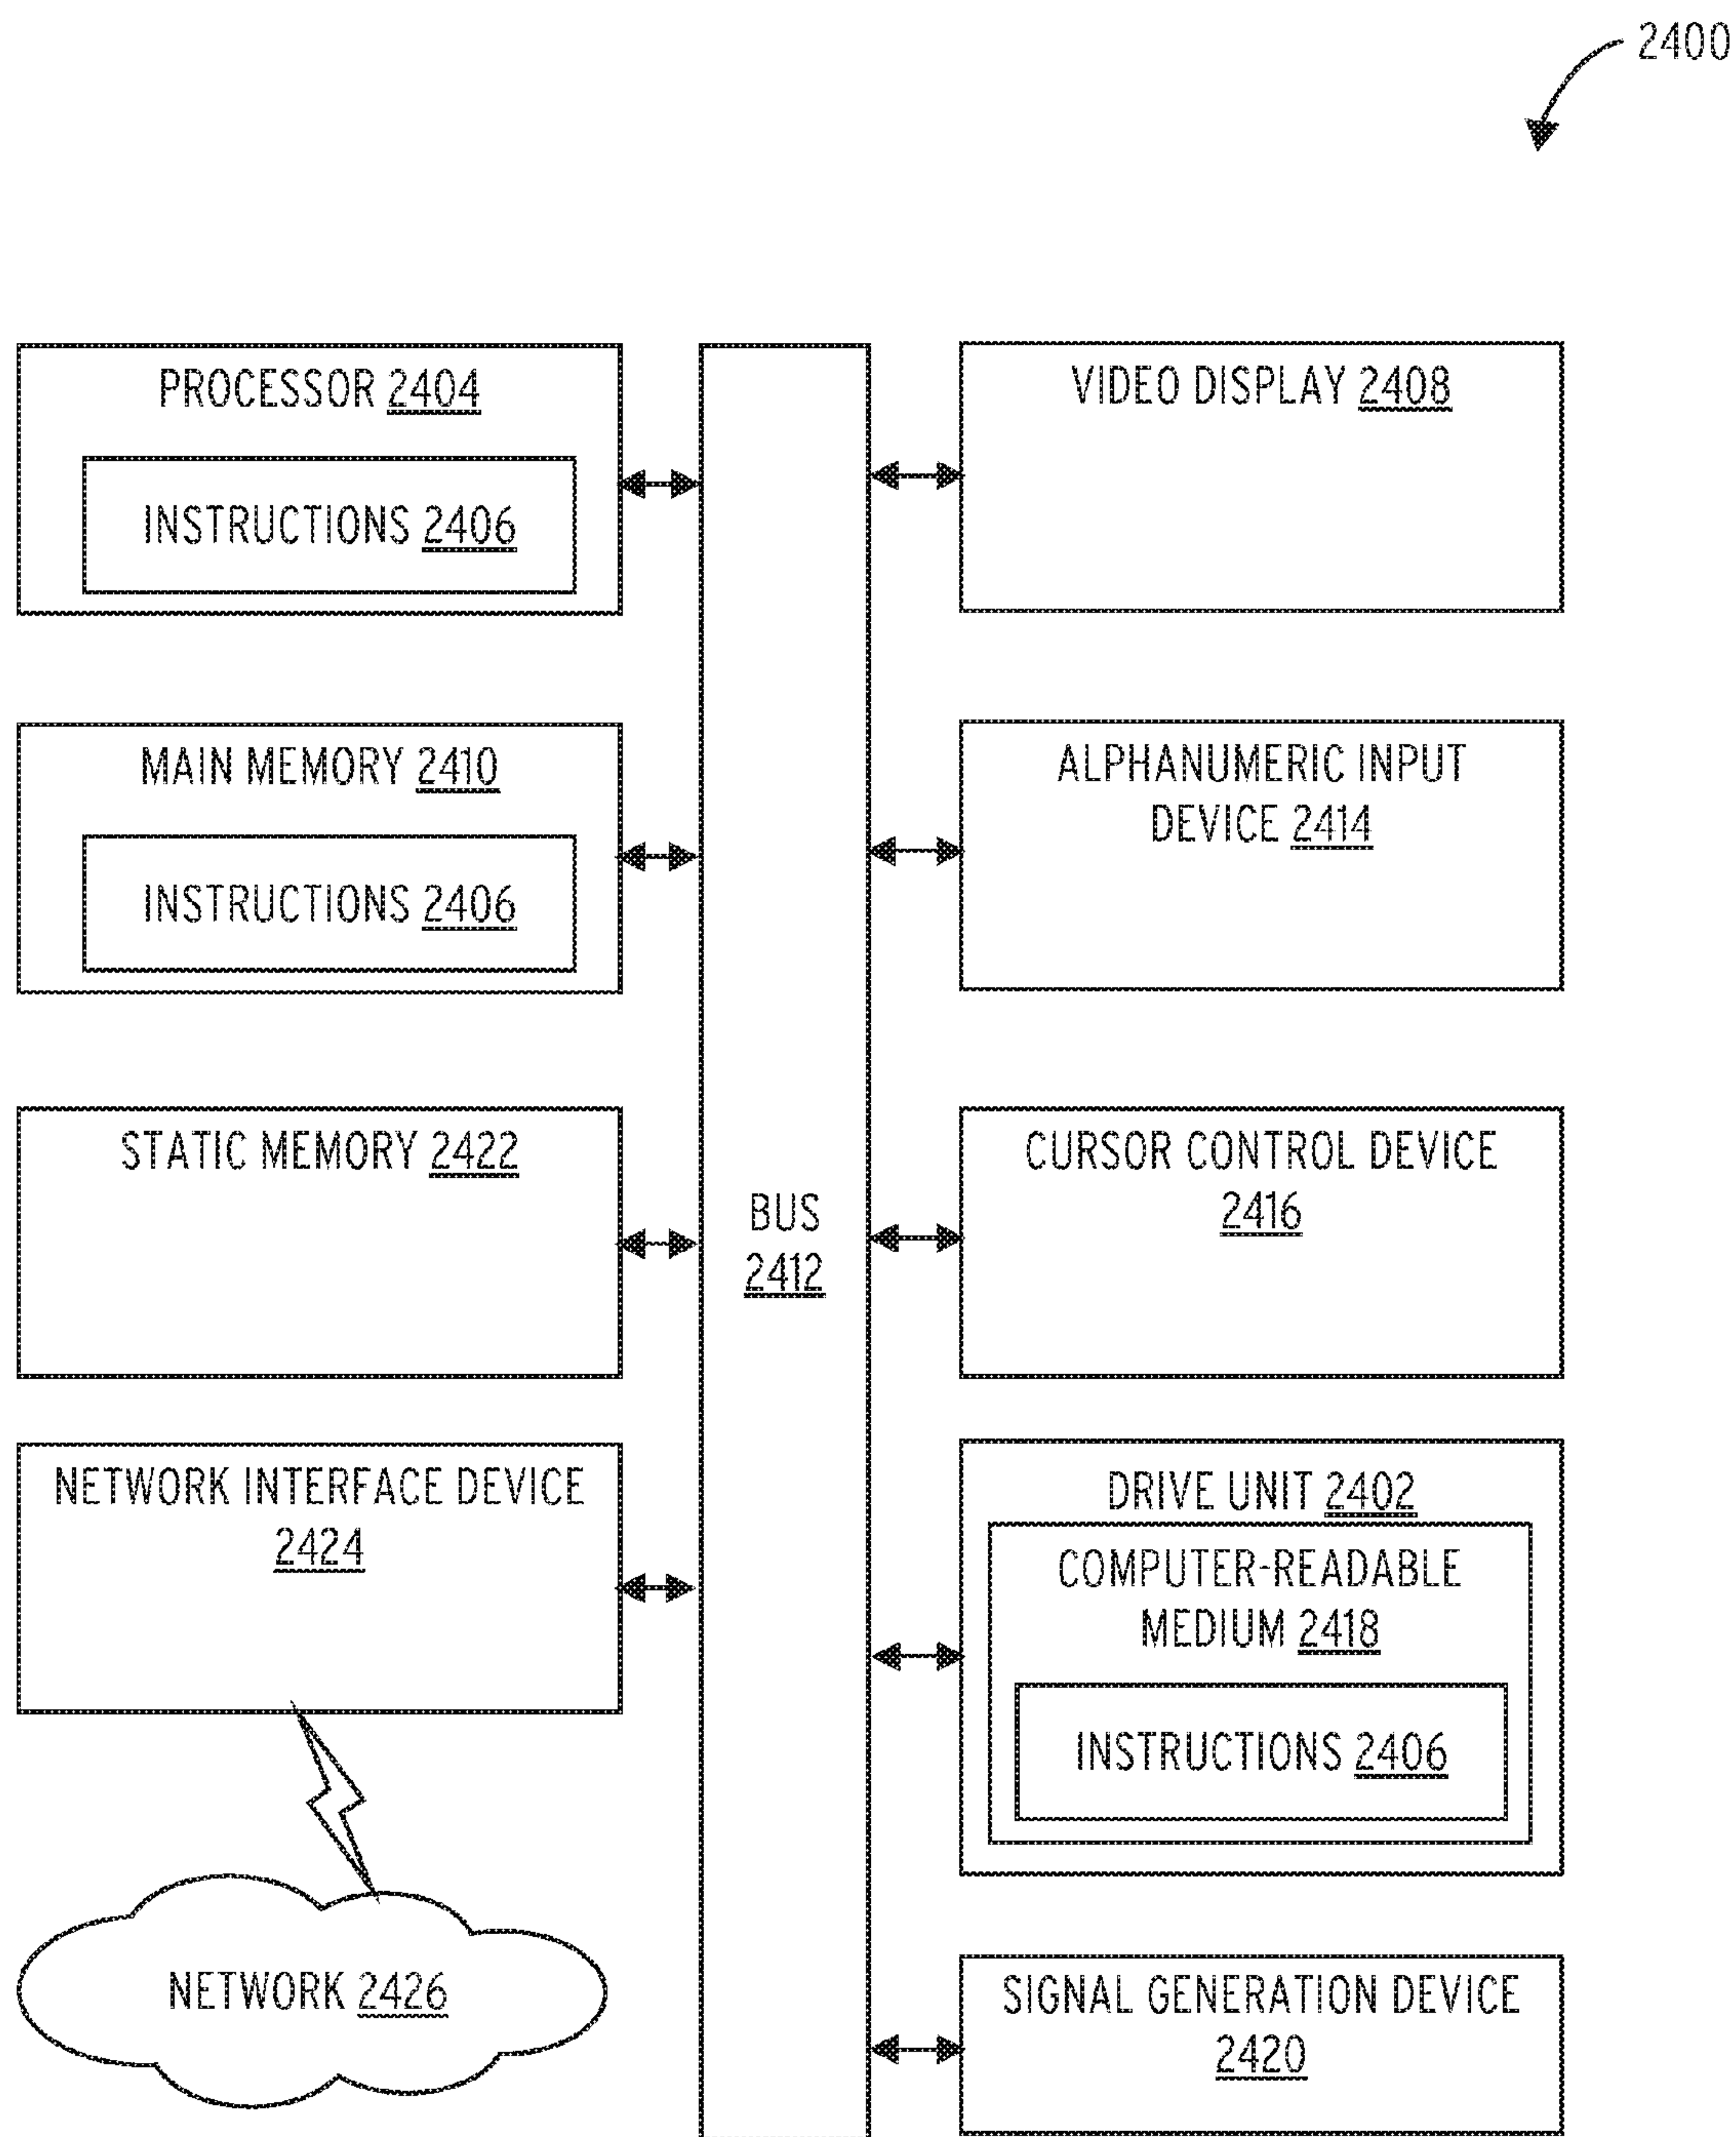 2400
PROCESSOR 2404
INSTRUCTIONS 2406
MAIN MEMORY 2410
INSTRUCTIONS 2406
STATIC MEMORY 2422
NETWORK INTERFACE DEVICE
2424
NETWORK 2426
BUS
2412
VIDEO DISPLAY 2408
ALPHANUMERIC INPUT
DEVICE 2414
CURSOR CONTROL DEVICE
2416
DRIVE UNIT 2402
COMPUTER-READABLE
MEDIUM 2418
INSTRUCTIONS 2406
SIGNAL GENERATION DEVICE
2420